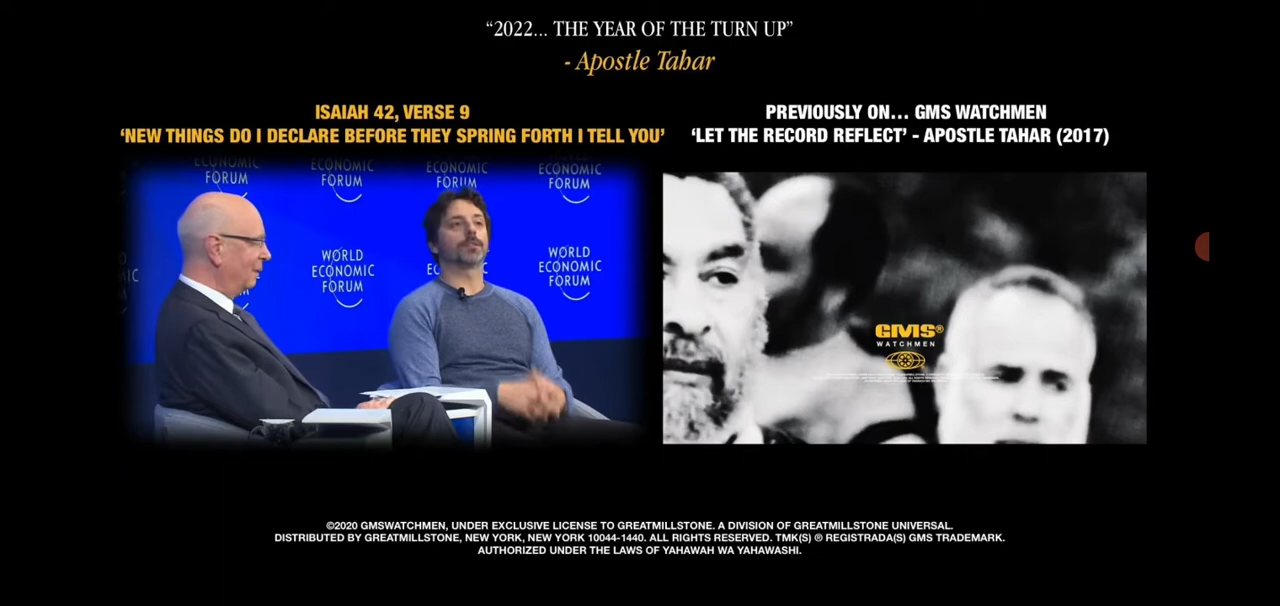 “2022... THE YEAR OF THE TURN UP”
- Apostle Tahar
ISAIAH 42, VERSE 9
‘NEW THINGS DO I DECLARE BEFORE THEY SPRING FORTH I TELL YOU’
PREVIOUSLY ON... GMS WATCHMEN
‘LET THE RECORD REFLECT’ - APOSTLE TAHAR (2017)
ECONOMIC
FORUM
ECONOMIC
FORUM
ECONOMIC
FORUM
ECONOMIC
FORUM
WORLD
ECONOMIC
FORUM
WORLD
ECONOMIC
FORUM
GMS®
WATCHMEN
©2020 GMSWATCHMEN, UNDER EXCLUSIVE LICENSE TO GREATMILLSTONE. A DIVISION OF GREATMILLSTONE UNIVERSAL.
DISTRIBUTED BY GREATMILLSTONE, NEW YORK, NEW YORK 10044-1440. ALL RIGHTS RESERVED. TMK(S) ® REGISTRADA(S) GMS TRADEMARK.
AUTHORIZED UNDER THE LAWS OF YAHAWAH WA YAHAWASHI.